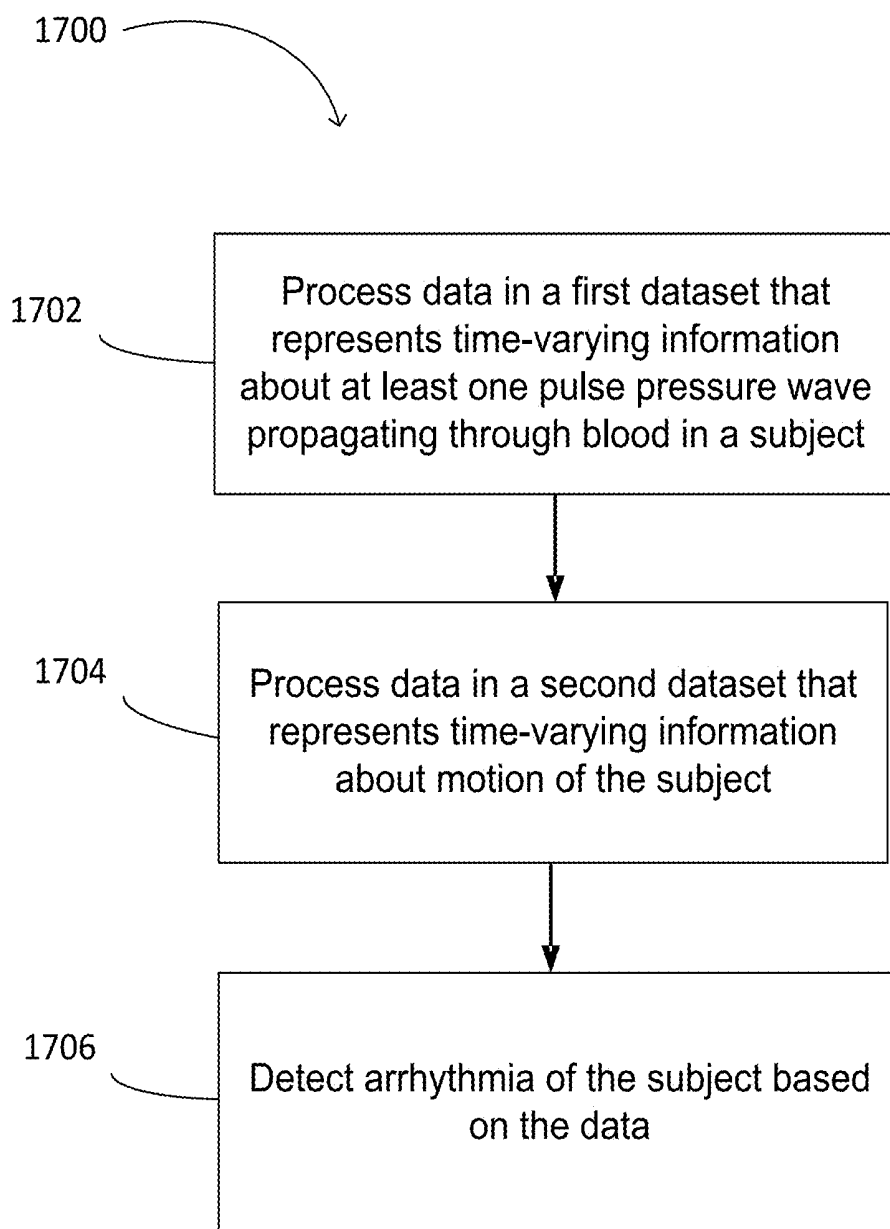 1700
1702
Process data in a first dataset that
represents time-varying information
about at least one pulse pressure wave
propagating through blood in a subject
1704
Process data in a second dataset that
represents time-varying information
about motion of the subject
1706
Detect arrhythmia of the subject based
on the data